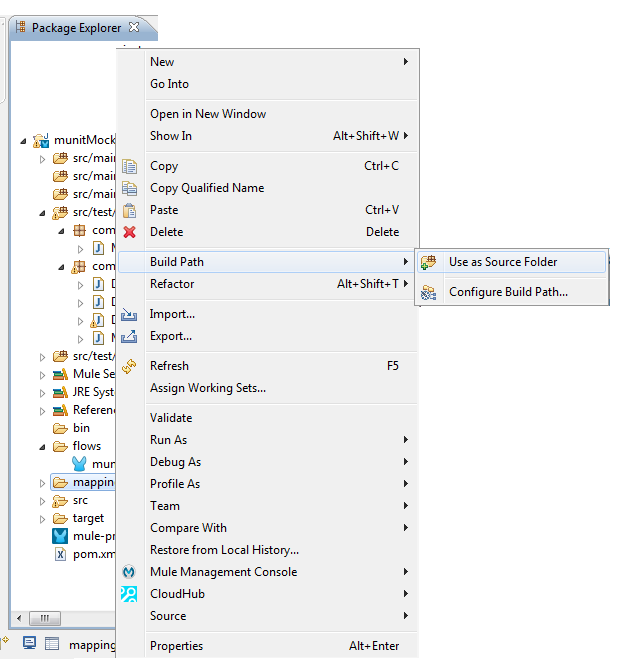 Package Explorer
New
Go Into
Open in New Window
Show In Alt+Shift+W
munitMock
src/mai
Copy Ctrl+C
src/mai
Copy Qualified Name
src/mai
Paste Ctrl+V
src/test/
Delete Delete
com
Build Path
Use as Source Folder
com
Refactor Alt+Shift+T
Configure Build Path...
Import...
Export...
src/test/
Refresh F5
Mule Se
Assign Working Sets...
JRE Syst
Referen
Validate
bin
Run As
flows
Debug As
mun
Profile As
mapping
Team
src
Compare With
target
Restore from Local History...
mule-pr
pom.xm
Mule Management Console
CloudHub
Source
mapping
Properties Alt+Enter